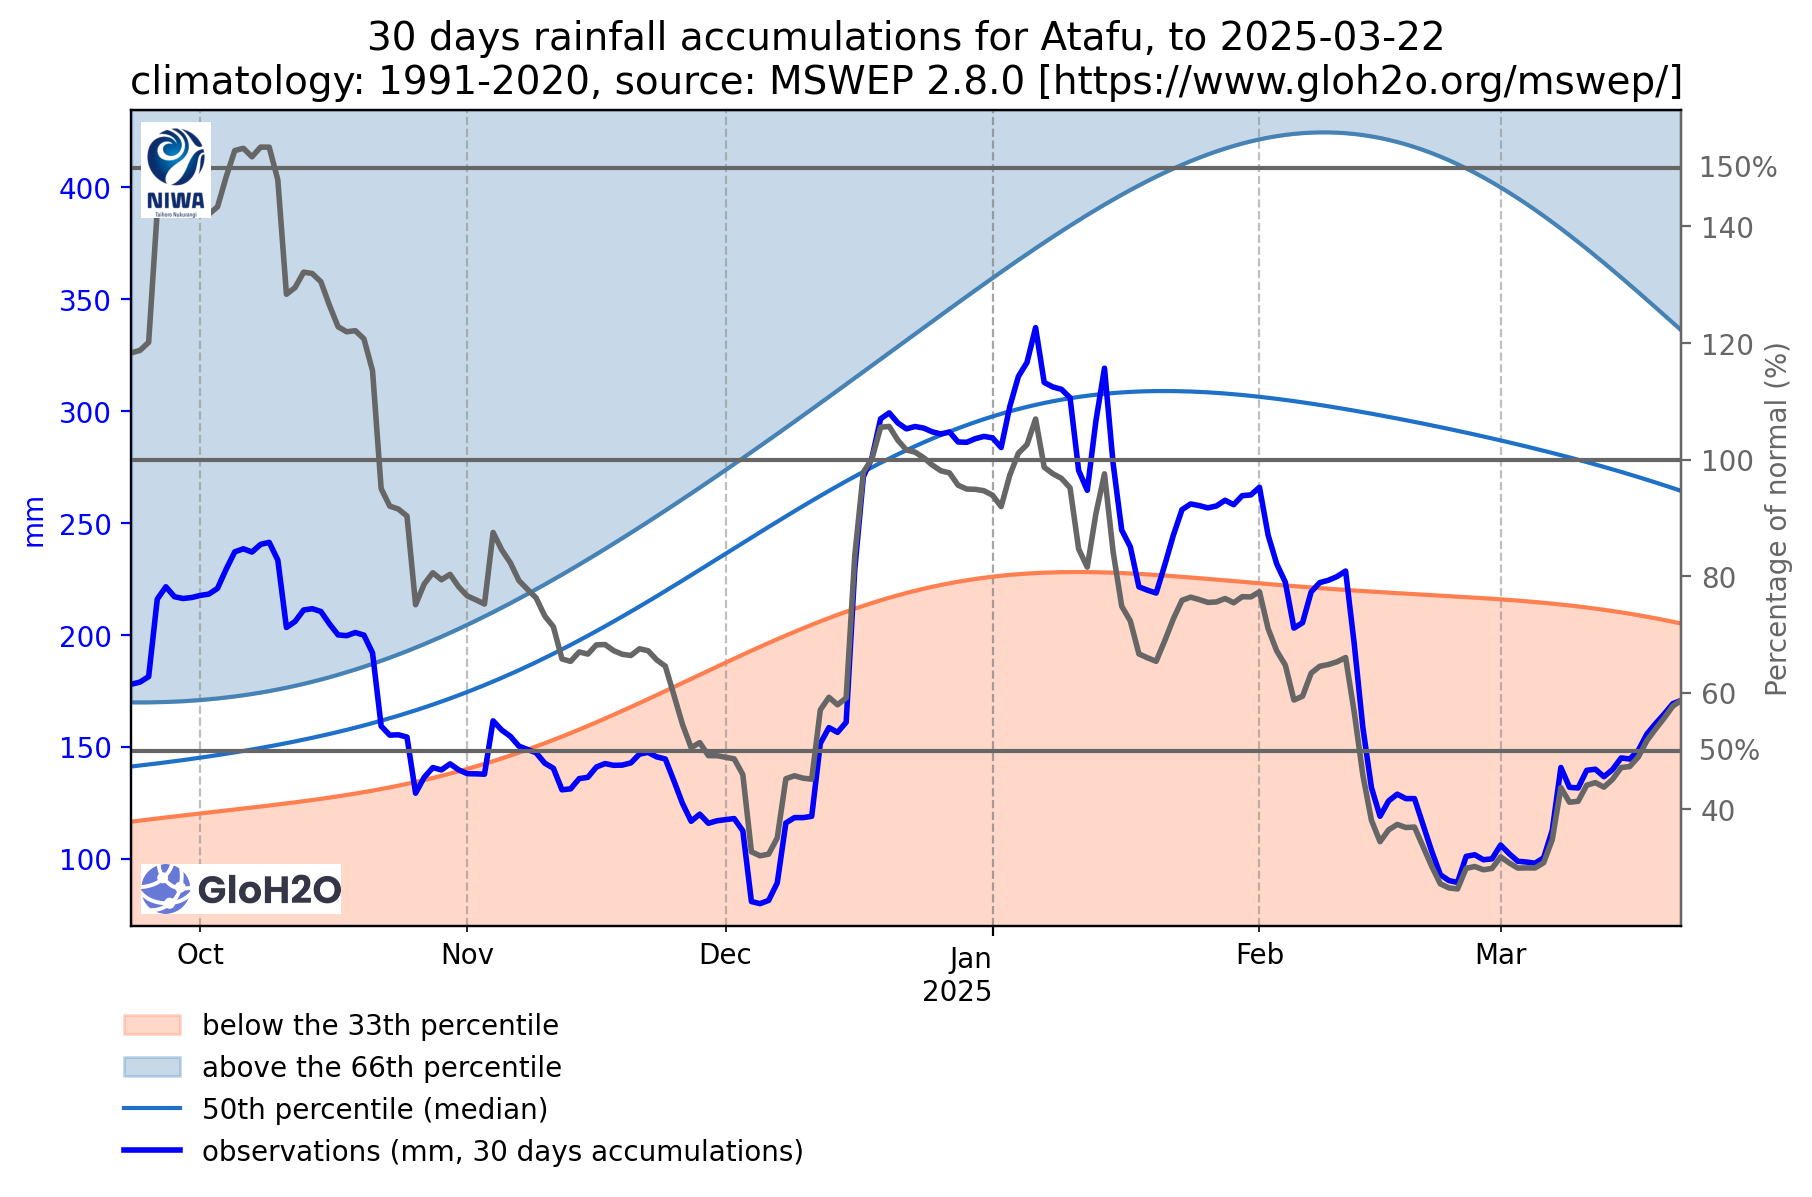 30 days rainfall accumulations for Atafu, to 2025-03-22
climatology: 1991-2020, source: MSWEP 2.8.0 [https://www.gloh2o.org/mswep/]
NIWA
Taihoro Nukurangi
400
350
300
250
200
150
100
mm
150%
140
120
100
80
60
50%
40
Percentage of normal (%)
GloH2O
Oct
Nov
Dec
Jan
2025
Feb
Mar
below the 33th percentile
above the 66th percentile
50th percentile (median)
observations (mm, 30 days accumulations)